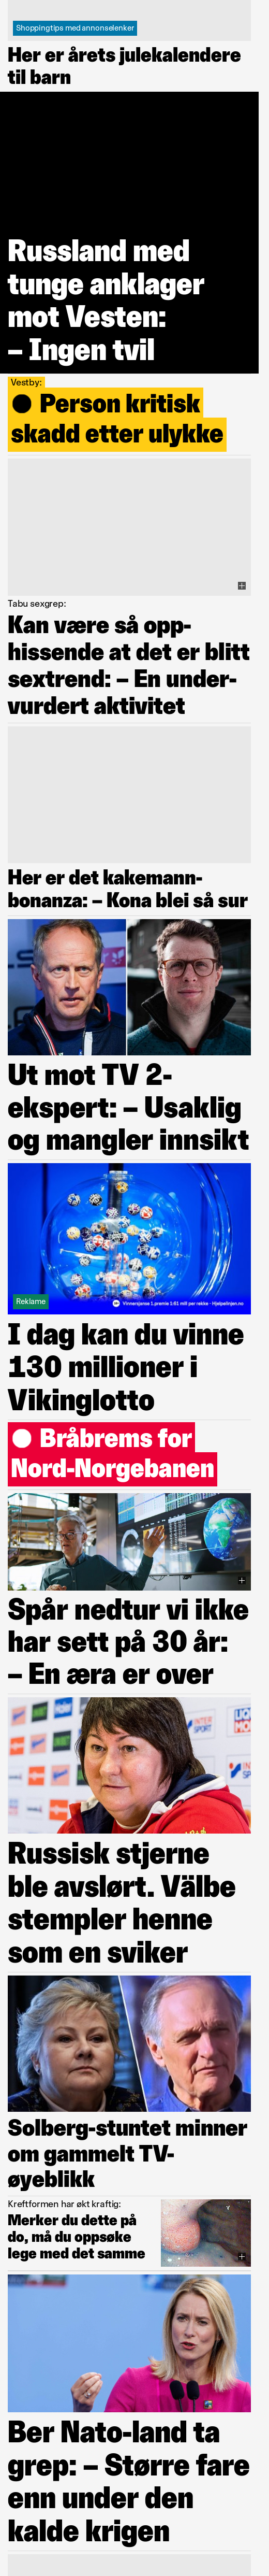 Shoppingtips med annonselenker
Her er årets julekalendere
til barn
Russland med
tunge anklager
mot Vesten:
– Ingen tvil
Vestby:
Person kritisk
skadd etter ulykke
Tabu sexgrep:
Kan være så opp-
hissende at det er blitt
sextrend: – En under-
vurdert aktivitet
Her er det kakemann-
bonanza: – Kona blei så sur
Ut mot TV 2-
ekspert: – Usaklig
og mangler innsikt
Vinnersjanse 1.premie 1:61 mill per rekke - Hjelpelinjen.no
Reklame
I dag kan du vinne
130 millioner i
Vikinglotto
Bråbrems for
Nord-Norgebanen
Spår nedtur vi ikke
har sett på 30 år:
– En æra er over
Russisk stjerne
ble avslørt. Välbe
stempler henne
som en sviker
Solberg-stuntet minner
om gammelt TV-
øyeblikk
Kreftformen har økt kraftig:
Merker du dette på
do, må du oppsøke
lege med det samme
Ber Nato-land ta
grep: – Større fare
enn under den
kalde krigen